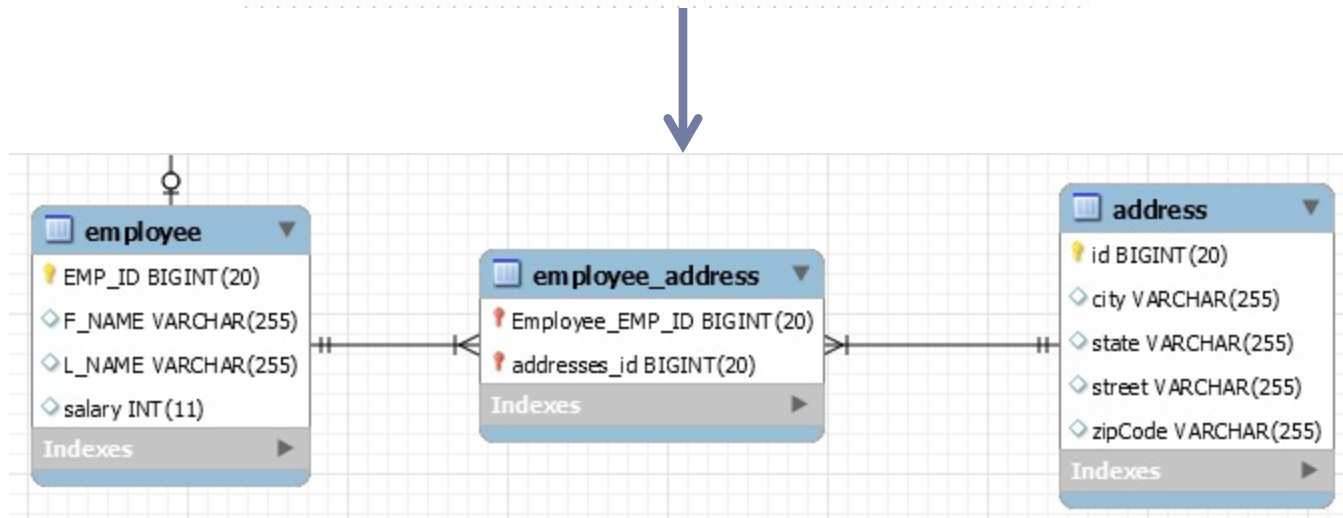 employee
EMP_ID BIGINT(20)
F_NAME VARCHAR(255)
L_NAME VARCHAR(255)
salary INT(11)
Indexes
employee_address
Employee_EMP_ID BIGINT(20)
addresses_id BIGINT(20)
Indexes
address
id BIGINT(20)
city VARCHAR(255)
state VARCHAR(255)
street VARCHAR(255)
zipCode VARCHAR(255)
Indexes